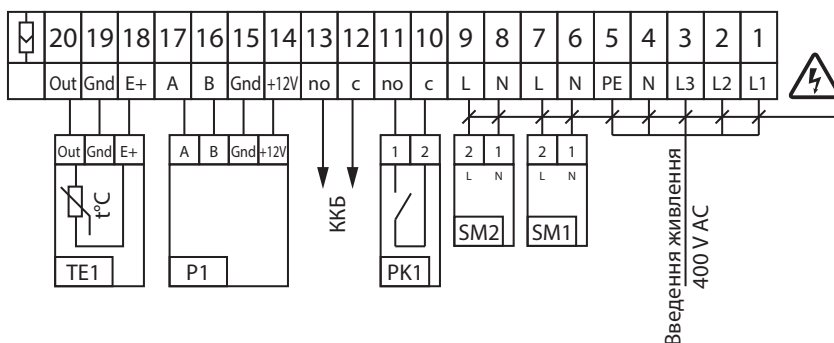 20 19 18 17 16 15 14 13 12 11 10 9 8 7 6 5 4 3 2 1
Out Gnd E+ A B Gnd +12V no c no c L N L N PE N L3 L2 L1
Out Gnd E+ A B Gnd +12V 1 2 2 1 2 1
L N L N
t°C
ККБ
TE1 P1 PK1 SM2 SM1
Введення живлення
400 V AC